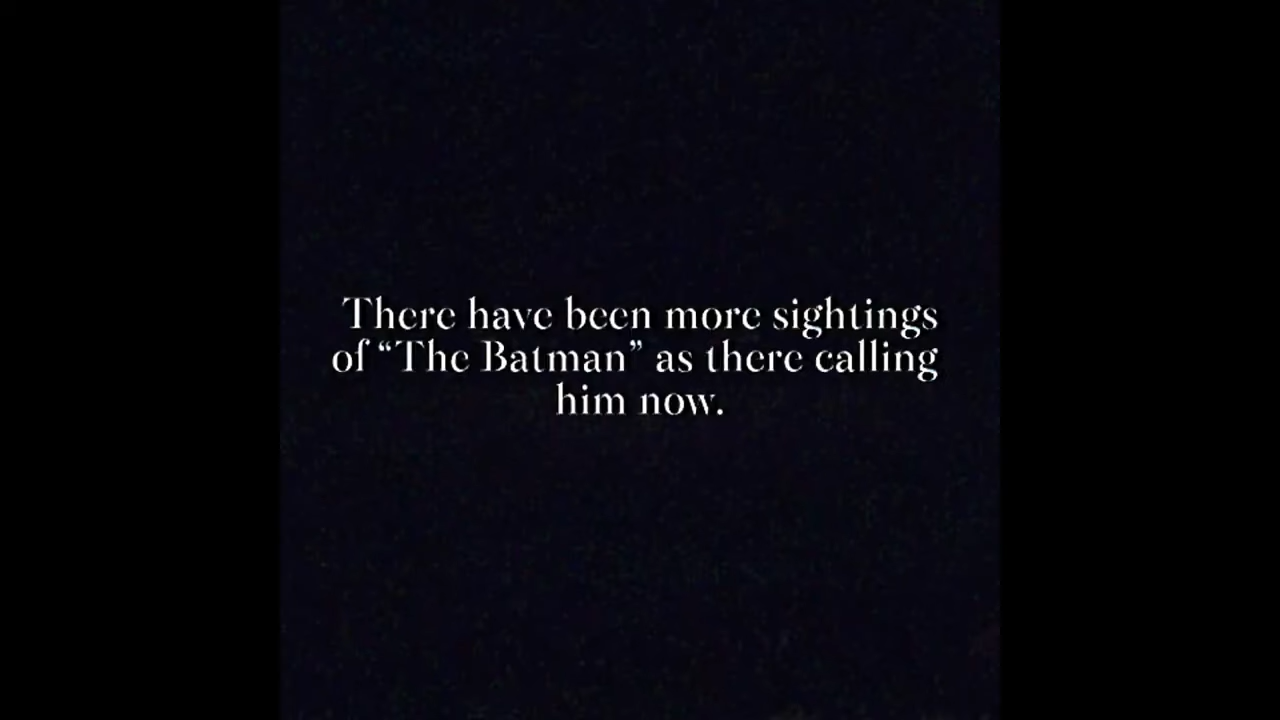 There have been more sightings
of “The Batman” as there calling
him now.